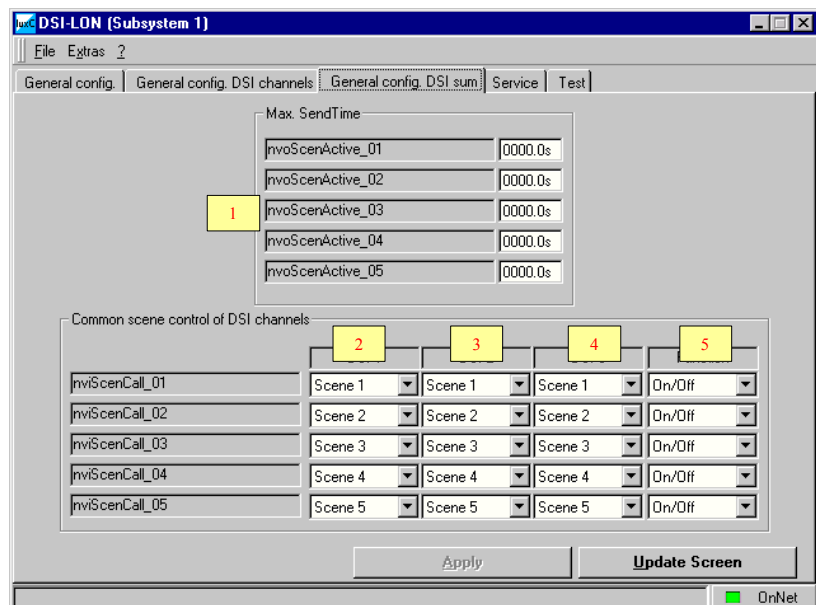 luxC DSI-LON (Subsystem 1)
File Extras ?
General config. General config. DSI channels General config. DSI sum Service Test
Max. SendTime
nvoScenActive_01 0000.0s
nvoScenActive_02 0000.0s
1 nvoScenActive_03 0000.0s
nvoScenActive_04 0000.0s
nvoScenActive_05 0000.0s
Common scene control of DSI channels
2 3 4 5
nviScenCall_01 Scene 1 Scene 1 Scene 1 On/Off
nviScenCall_02 Scene 2 Scene 2 Scene 2 On/Off
nviScenCall_03 Scene 3 Scene 3 Scene 3 On/Off
nviScenCall_04 Scene 4 Scene 4 Scene 4 On/Off
nviScenCall_05 Scene 5 Scene 5 Scene 5 On/Off
Apply Update Screen
OnNet